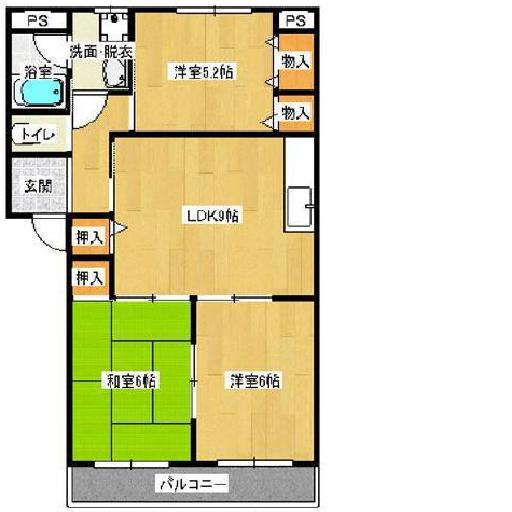 PS
PS
洗面・脱衣
浴室
洋室5.2帖
物入
物入
トイレ
玄関
LDK9帖
押入
押入
和室6帖
洋室6帖
バルコニー